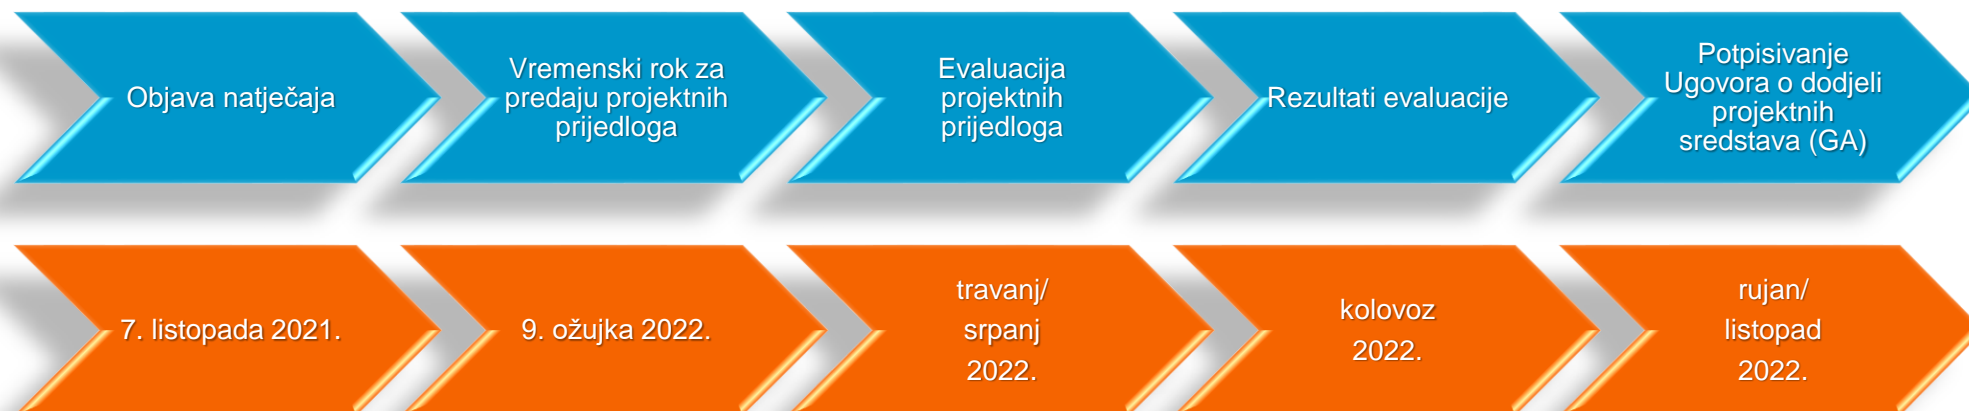 Objava natječaja
Vremenski rok za
predaju projektnih
prijedloga
Evaluacija
projektnih
prijedloga
Rezultati evaluacije
Potpisivanje
Ugovora o dodjeli
projektnih
sredstava (GA)
7. listopada 2021.
9. ožujka 2022.
travanj/
srpanj
2022.
kolovoz
2022.
rujan/
listopad
2022.